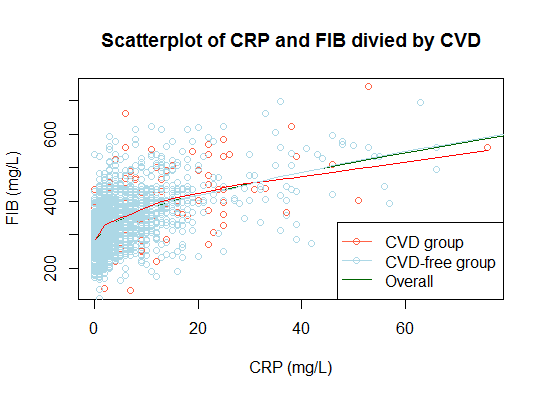 Scatterplot of CRP and FIB divied by CVD
FIB (mg/L)
600
400
200
0
20
40
60
CRP (mg/L)
CVD group
CVD-free group
Overall